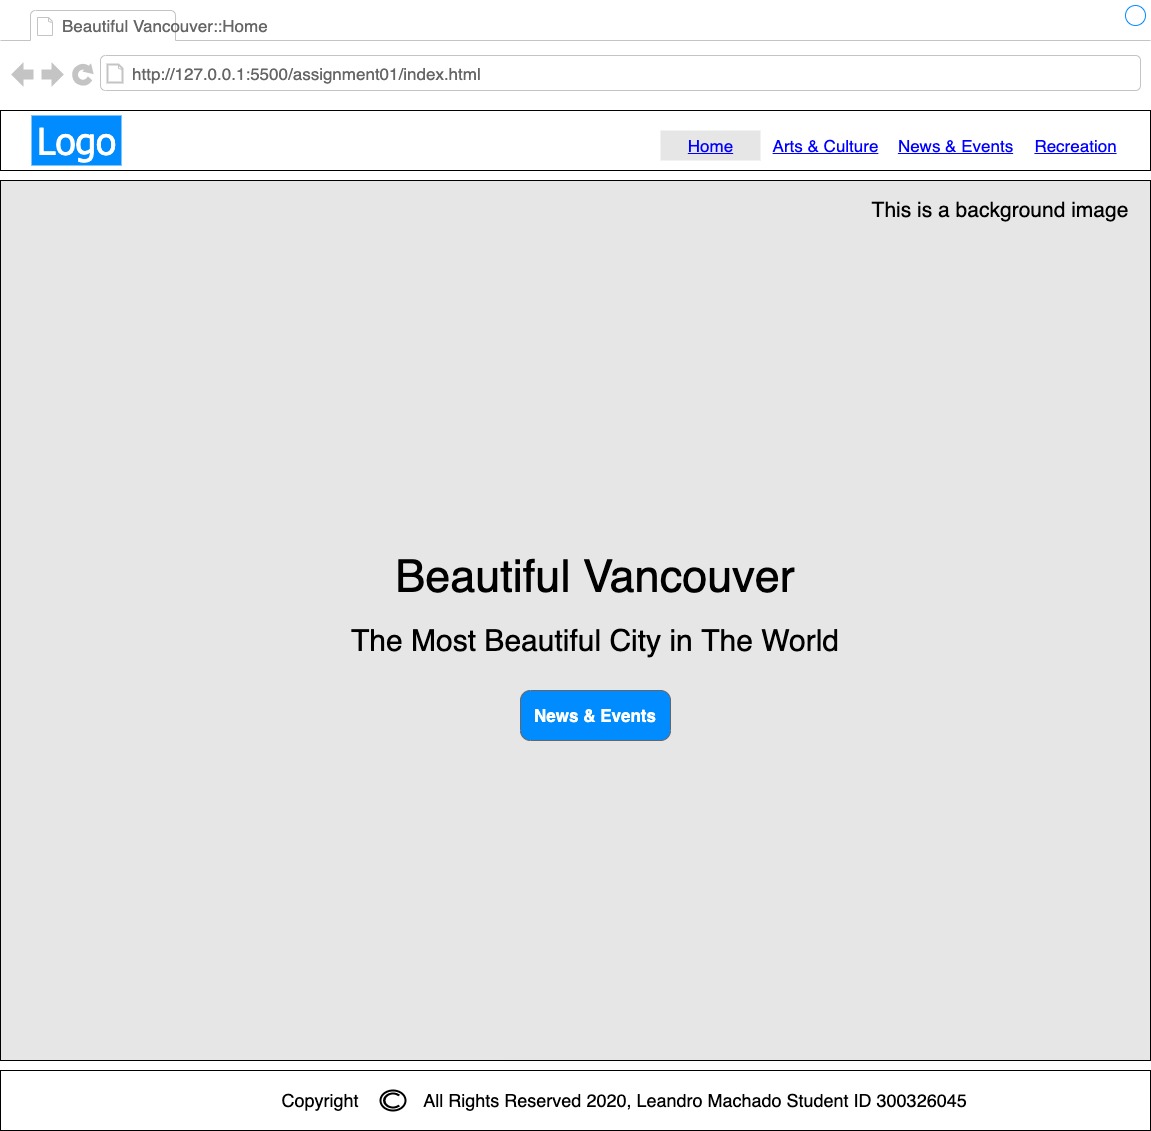 Beautiful Vancouver::Home
http://127.0.0.1:5500/assignment01/index.html
Logo
Home Arts & Culture News & Events Recreation
This is a background image
Beautiful Vancouver
The Most Beautiful City in The World
News & Events
Copyright © All Rights Reserved 2020, Leandro Machado Student ID 300326045